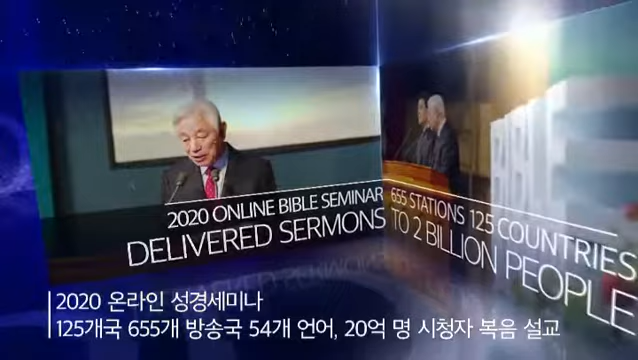 2020 ONLINE BIBLE SEMINAR 655 STATIONS 125 COUNTRIES
DELIVERED SERMONS TO 2 BILLION PEOPLE
2020 온라인 성경세미나
125개국 655개 방송국 54개 언어, 20억 명 시청자 복음 설교